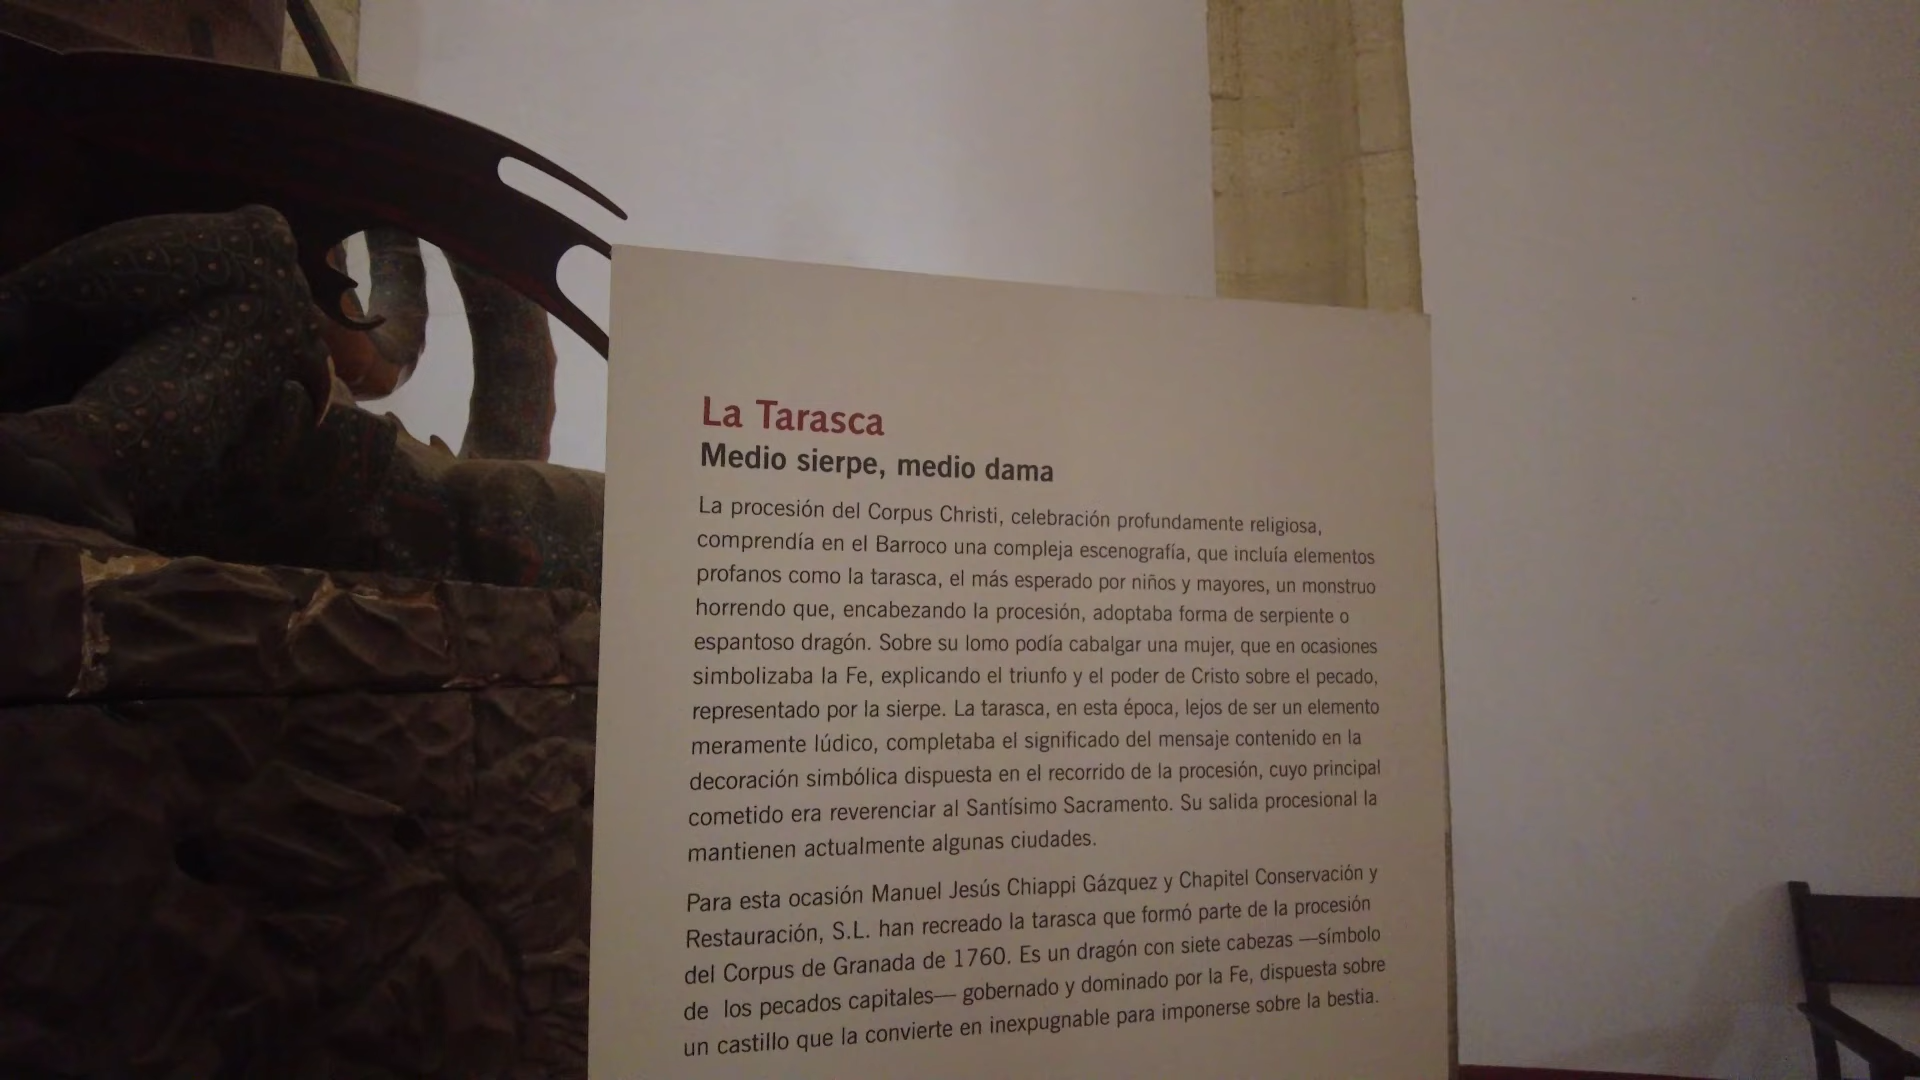 La Tarasca
Medio sierpe, medio dama
La procesión del Corpus Christi, celebración profundamente religiosa,
comprendía en el Barroco una compleja escenografía, que incluía elementos
profanos como la tarasca, el más esperado por niños y mayores, un monstruo
horrendo que, encabezando la procesión, adoptaba forma de serpiente o
espantoso dragón. Sobre su lomo podía cabalgar una mujer, que en ocasiones
simbolizaba la Fe, explicando el triunfo y el poder de Cristo sobre el pecado,
representado por la sierpe. La tarasca, en esta época, lejos de ser un elemento
meramente lúdico, completaba el significado del mensaje contenido en la
decoración simbólica dispuesta en el recorrido de la procesión, cuyo principal
cometido era reverenciar al Santísimo Sacramento. Su salida procesional la
mantienen actualmente algunas ciudades.
Para esta ocasión Manuel Jesús Chiappi Gázquez y Chapitel Conservación y
Restauración, S.L. han recreado la tarasca que formó parte de la procesión
del Corpus de Granada de 1760. Es un dragón con siete cabezas —símbolo
de los pecados capitales— gobernado y dominado por la Fe, dispuesta sobre
un castillo que la convierte en inexpugnable para imponerse sobre la bestia.